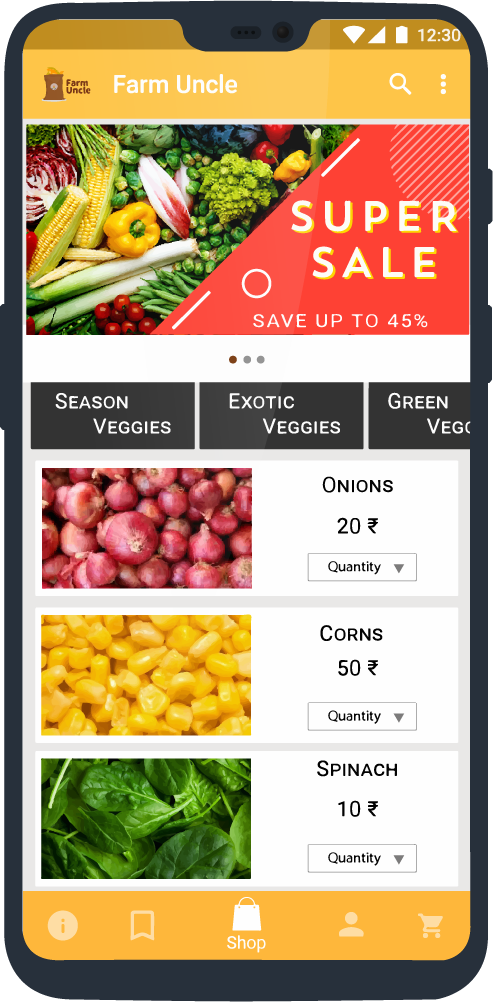 12:30
Farm
Uncle
Farm Uncle
SUPER
SALE
SAVE UP TO 45%
SEASON
VEGGIES
EXOTIC
VEGGIES
GREEN
VEGG
ONIONS
20 ₹
Quantity
CORNS
50 ₹
Quantity
SPINACH
10 ₹
Quantity
Shop